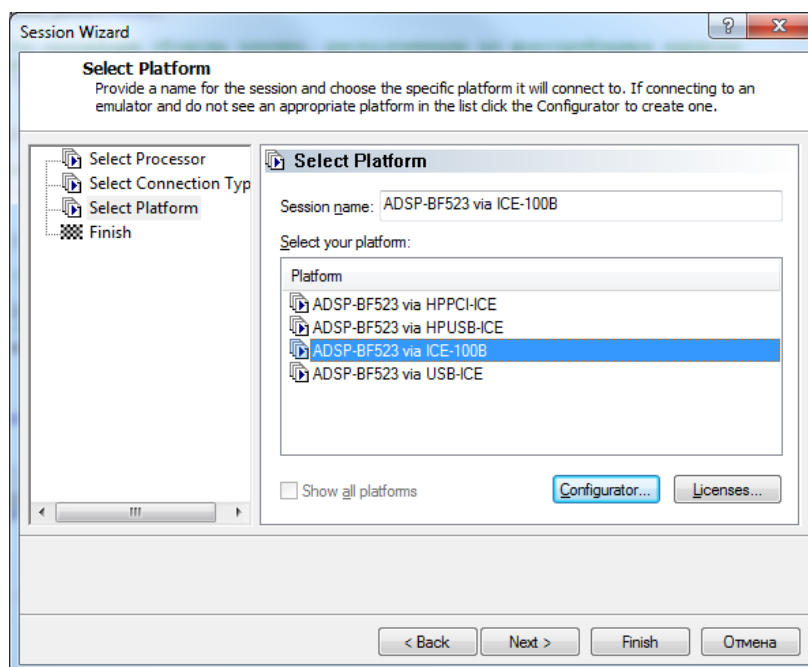 Session Wizard
Select Platform
Provide a name for the session and choose the specific platform it will connect to. If connecting to an
emulator and do not see an appropriate platform in the list click the Configurator to create one.
Select Processor
Select Connection Typ
Select Platform
Finish
Select Platform
Session name: ADSP-BF523 via ICE-100B
Select your platform:
Platform
ADSP-BF523 via HPPCI-ICE
ADSP-BF523 via HPUSB-ICE
ADSP-BF523 via ICE-100B
ADSP-BF523 via USB-ICE
Show all platforms
Configurator...
Licenses...
< Back
Next >
Finish
Отмена